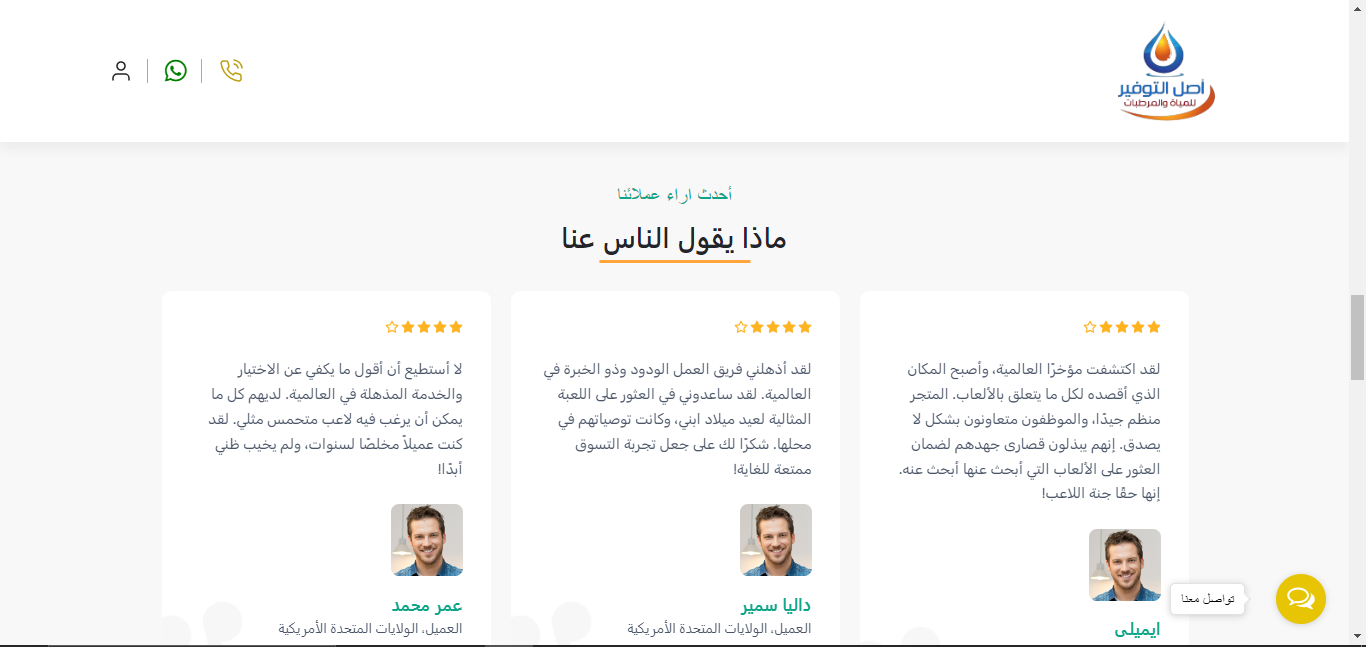 أصل التوفير
للمياة والمرطبات
أحدث اراء عملائنا
ماذا يقول الناس عنا
لقد اكتشفت مؤخرًا العالمية، وأصبح المكان
الذي أقصده لكل ما يتعلق بالألعاب. المتجر
منظم جيدًا، والموظفون متعاونون بشكل لا
يصدق. إنهم يبذلون قصارى جهدهم لضمان
العثور على الألعاب التي أبحث عنها أبحث عنه.
إنها حقًا جنة اللاعب!
ايميلى
لقد أذهلني فريق العمل الودود وذو الخبرة في
العالمية. لقد ساعدوني في العثور على اللعبة
المثالية لعيد ميلاد ابني، وكانت توصياتهم في
محلها. شكرًا لك على جعل تجربة التسوق
ممتعة للغاية!
داليا سمير
العميل، الولايات المتحدة الأمريكية
لا أستطيع أن أقول ما يكفي عن الاختيار
والخدمة المذهلة في العالمية. لديهم كل ما
يمكن أن يرغب فيه لاعب متحمس مثلي. لقد
كنت عميلاً مخلصًا لسنوات، ولم يخيب ظني
أبدًا!
عمر محمد
العميل، الولايات المتحدة الأمريكية
تواصل معنا